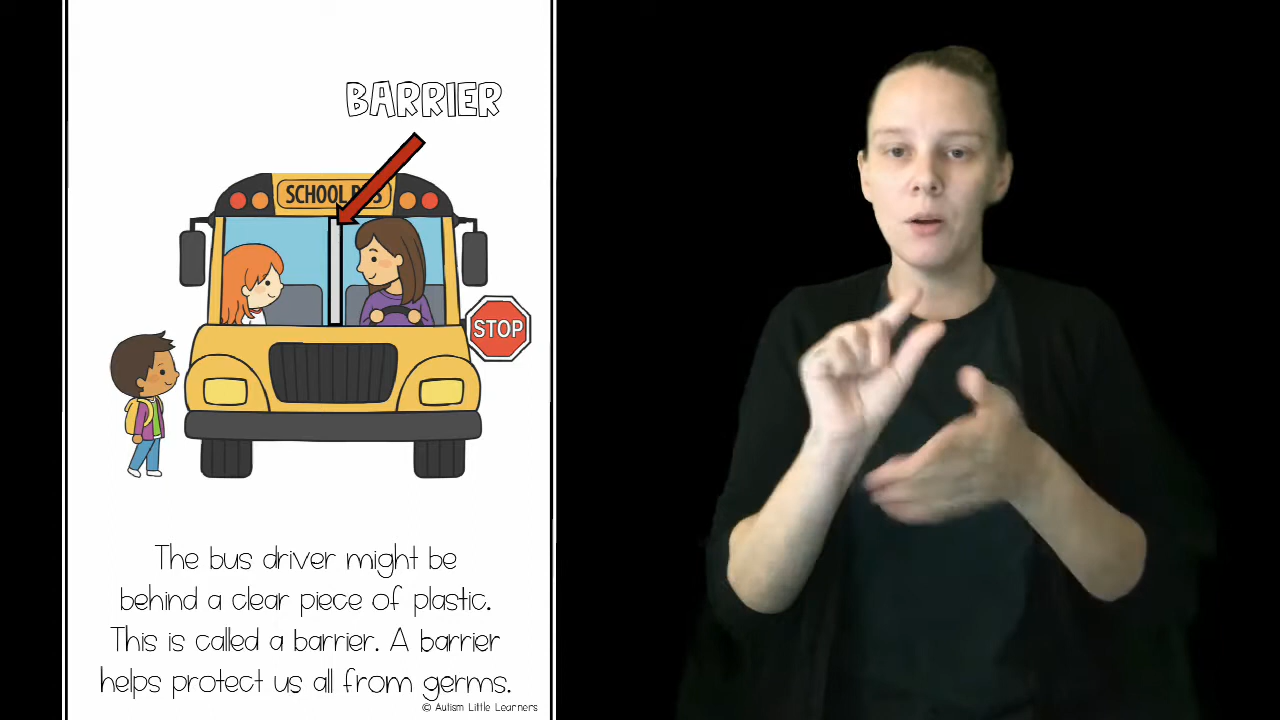 BARRIER
SCHOOL BUS
STOP
The bus driver might be
behind a clear piece of plastic.
This is called a barrier. A barrier
helps protect us all from germs.
© Autism Little Learners